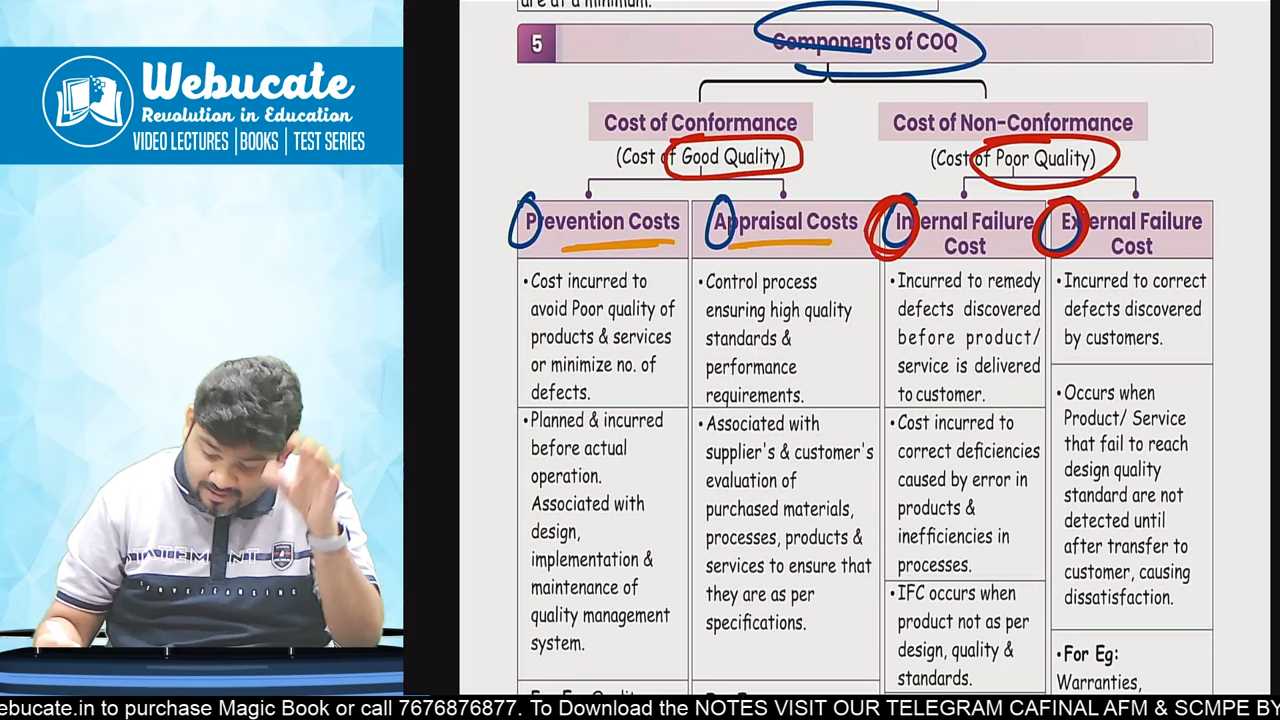 Webucate
Revolution in Education
VIDEO LECTURES | BOOKS | TEST SERIES
are at a minimum.
5
Components of COQ
Cost of Conformance
(Cost of Good Quality)
Cost of Non-Conformance
(Cost of Poor Quality)
Prevention Costs
• Cost incurred to
avoid Poor quality of
products & services
or minimize no. of
defects.
• Planned & incurred
before actual
operation.
Associated with
design,
implementation &
maintenance of
quality management
system.
Appraisal Costs
• Control process
ensuring high quality
standards &
performance
requirements.
• Associated with
supplier's & customer's
evaluation of
purchased materials,
processes, products &
services to ensure that
they are as per
specifications.
Internal Failure
Cost
• Incurred to remedy
defects discovered
before product/
service is delivered
to customer.
• Cost incurred to
correct deficiencies
caused by error in
products &
inefficiencies in
processes.
• IFC occurs when
product not as per
design, quality &
standards.
External Failure
Cost
• Incurred to correct
defects discovered
by customers.
• Occurs when
Product/ Service
that fail to reach
design quality
standard are not
detected until
after transfer to
customer, causing
dissatisfaction.
• For Eg:
Warranties,
STATEMENT
ebucate.in to purchase Magic Book or call 7676876877. To Download the NOTES VISIT OUR TELEGRAM CAFINAL AFM & SCMPE BY